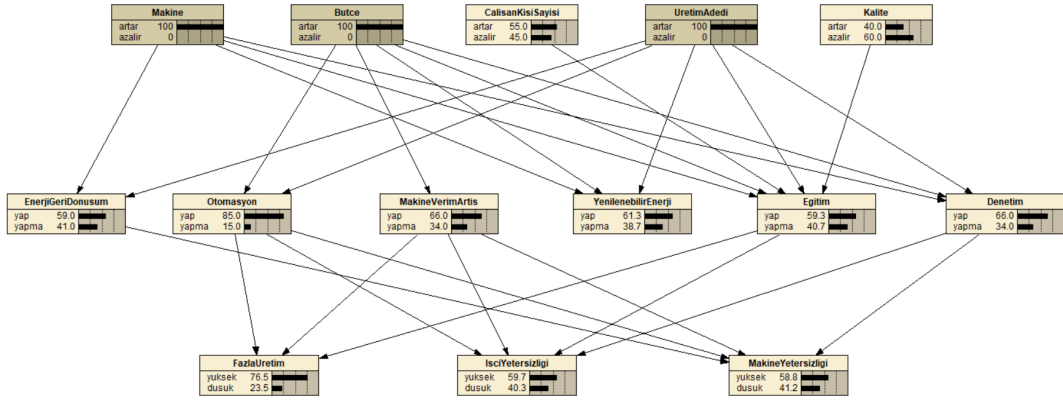 Makine
artar 100
azalir 0
Butce
artar 100
azalir 0
CalisanKisiSayisi
artar 55.0
azalir 45.0
UretimAdedi
artar 100
azalir 0
Kalite
artar 40.0
azalir 60.0
EnerjiGeriDonusum
yap 59.0
yapma 41.0
Otomasyon
yap 85.0
yapma 15.0
MakineVerimArtis
yap 66.0
yapma 34.0
YenilenebilirEnerji
yap 61.3
yapma 38.7
Egitim
yap 59.3
yapma 40.7
Denetim
yap 66.0
yapma 34.0
FazlaUretim
yuksek 76.5
dusuk 23.5
IsciYetersizligi
yuksek 59.7
dusuk 40.3
MakineYetersizligi
yuksek 58.8
dusuk 41.2